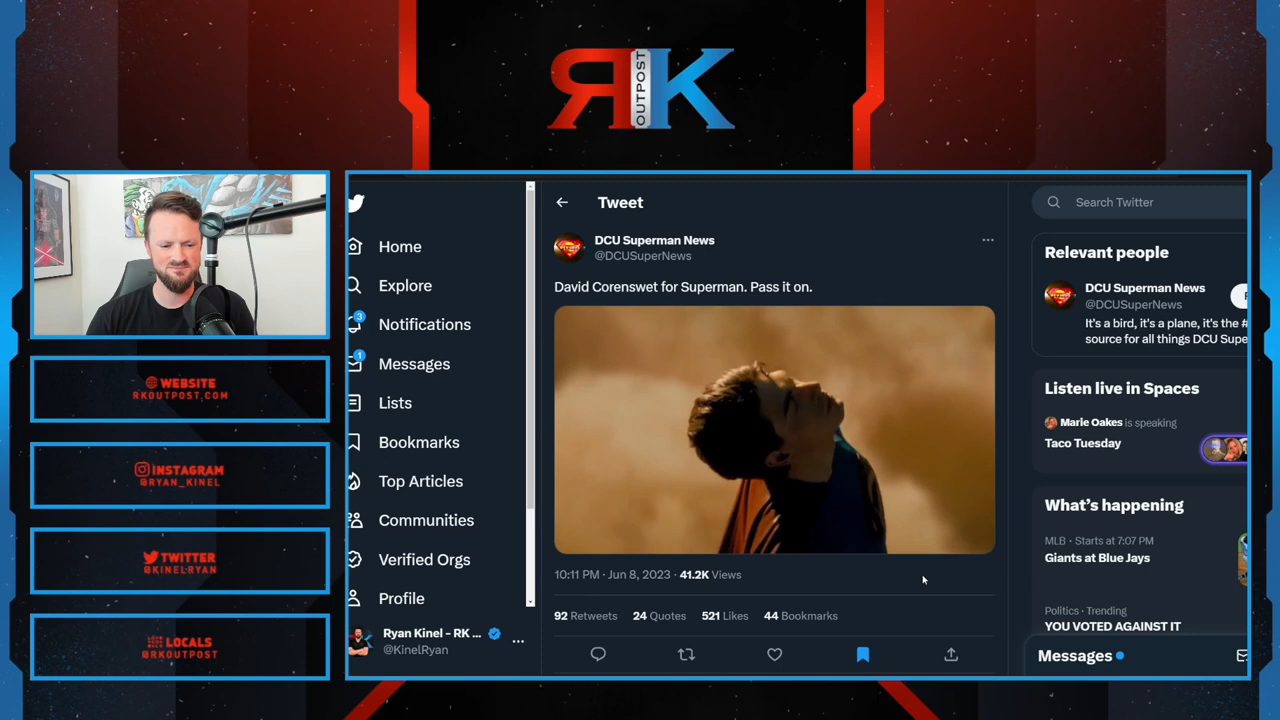 RK
OUTPOST
WEBSITE
RKOUTPOST.COM
INSTAGRAM
@RYAN_KINEL
TWITTER
@KINELRYAN
LOCALS
@RKOUTPOST
Home
Explore
3
Notifications
1
Messages
Lists
Bookmarks
Top Articles
Communities
Verified Orgs
Profile
Ryan Kinel - RK ...
@KinelRyan
Tweet
DCU Superman News
@DCUSuperNews
David Corenswet for Superman. Pass it on.
10:11 PM · Jun 8, 2023 · 41.2K Views
92 Retweets 24 Quotes 521 Likes 44 Bookmarks
Search Twitter
Relevant people
DCU Superman News
@DCUSuperNews
It's a bird, it's a plane, it's the #
source for all things DCU Supe
Listen live in Spaces
Marie Oakes is speaking
Taco Tuesday
What's happening
MLB · Starts at 7:07 PM
Giants at Blue Jays
Politics · Trending
YOU VOTED AGAINST IT
Messages